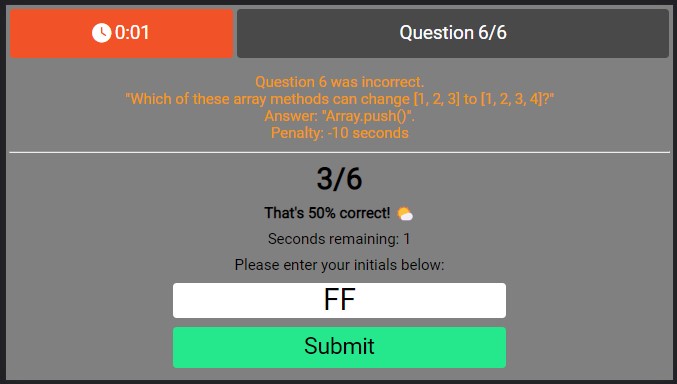 0:01
Question 6/6
Question 6 was incorrect.
"Which of these array methods can change [1, 2, 3] to [1, 2, 3, 4]?"
Answer: "Array.push()".
Penalty: -10 seconds
3/6
That's 50% correct! 🌤️
Seconds remaining: 1
Please enter your initials below:
FF
Submit